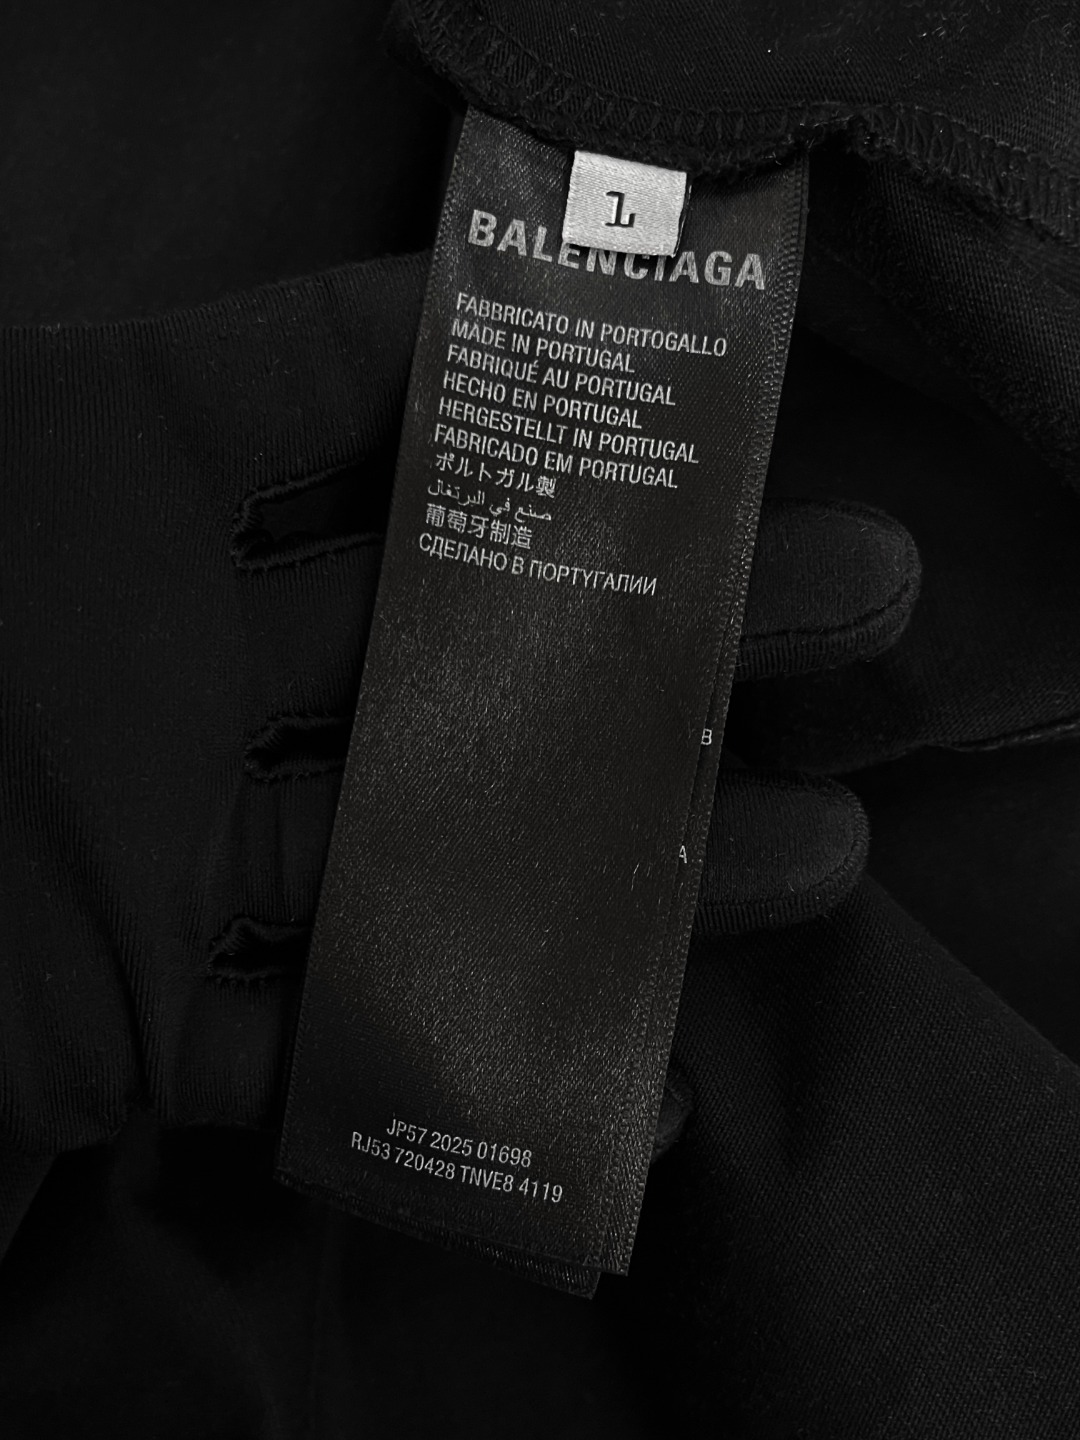 L
BALENCIAGA
FABBRICATO IN PORTOGALLO
MADE IN PORTUGAL
FABRIQUÉ AU PORTUGAL
HECHO EN PORTUGAL
HERGESTELLT IN PORTUGAL
FABRICADO EM PORTUGAL
ポルトガル製
صنع في البرتغال
葡萄牙制造
СДЕЛАНО В ПОРТУГАЛИИ
B
A
JP57 2025 01698
RJ53 720428 TNVE8 4119